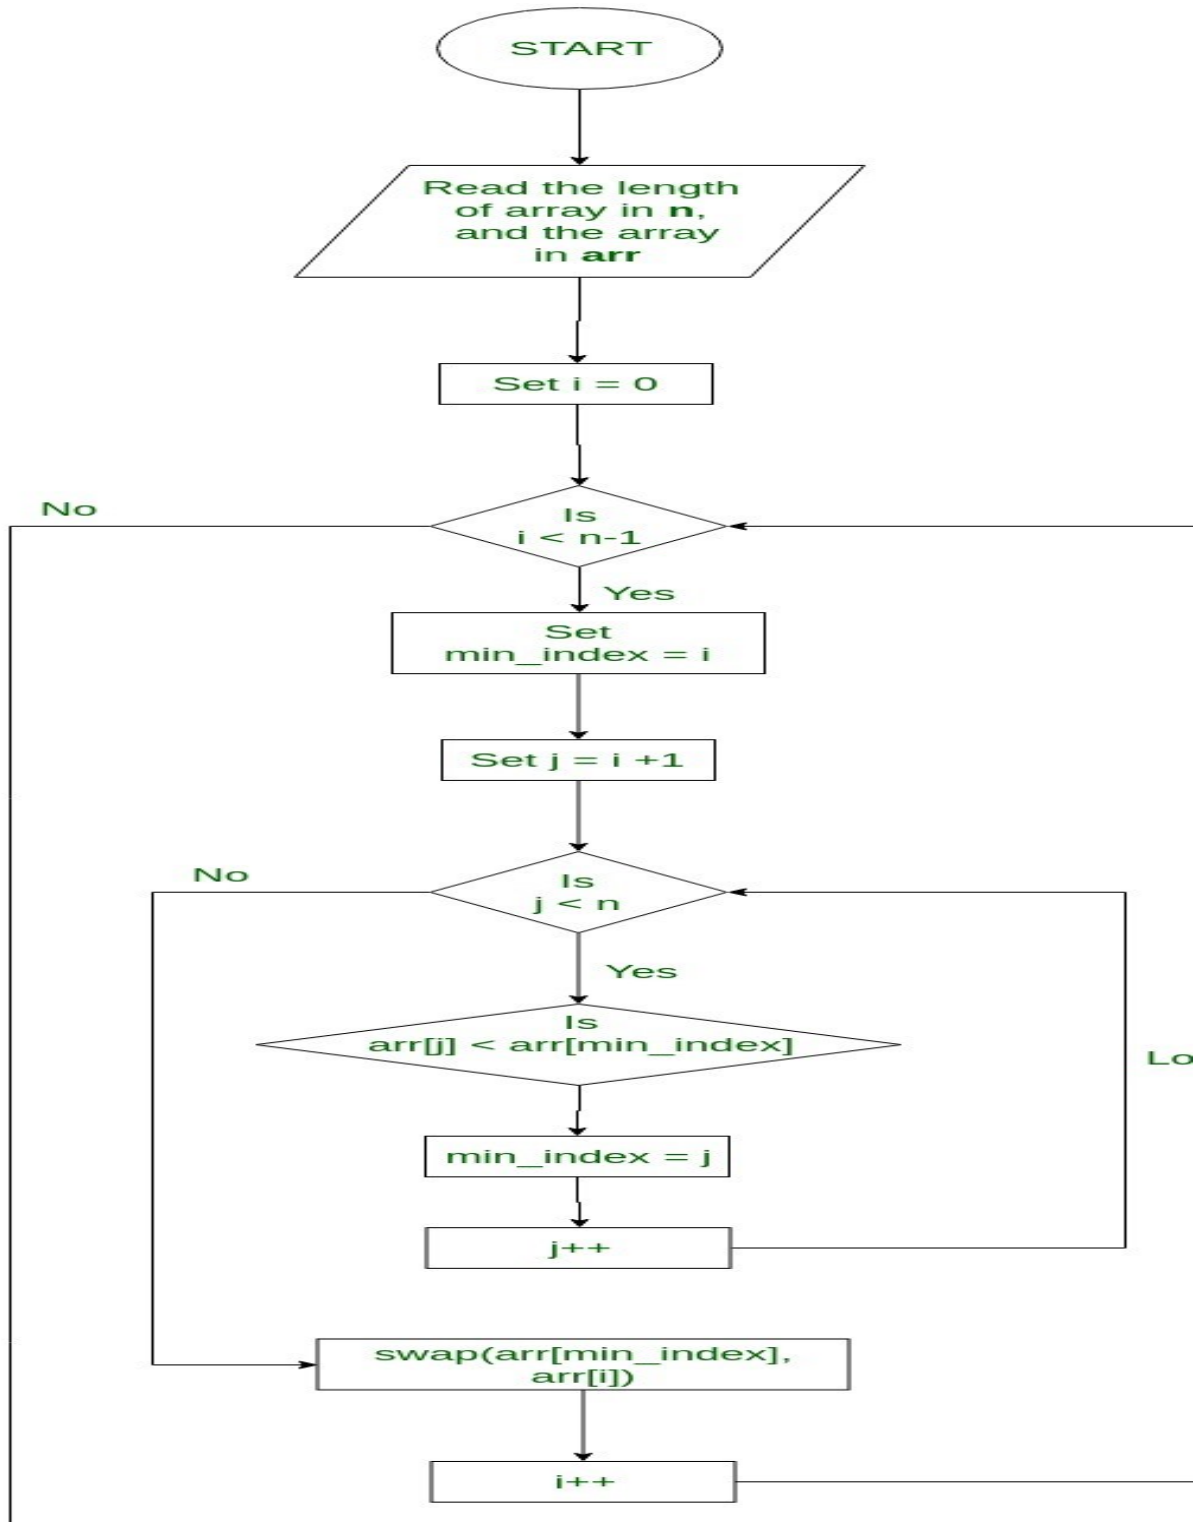 START
Read the length
of array in n,
and the array
in arr
Set i = 0
No
Is
i < n-1
Yes
Set
min_index = i
Set j = i +1
No
Is
j < n
Yes
Is
arr[j] < arr[min_index]
Lo
min_index = j
j++
swap(arr[min_index],
arr[i])
i++